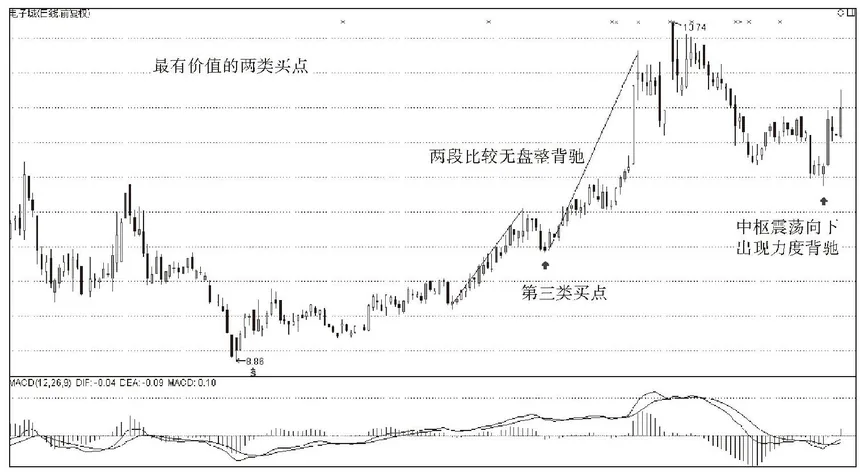 电子城(日线.前复权)
13.74
最有价值的两类买点
两段比较无盘整背驰
中枢震荡向下
出现力度背驰
第三类买点
8.86
MACD(12,26,9) DIF: -0.04 DEA: -0.09 MACD: 0.10